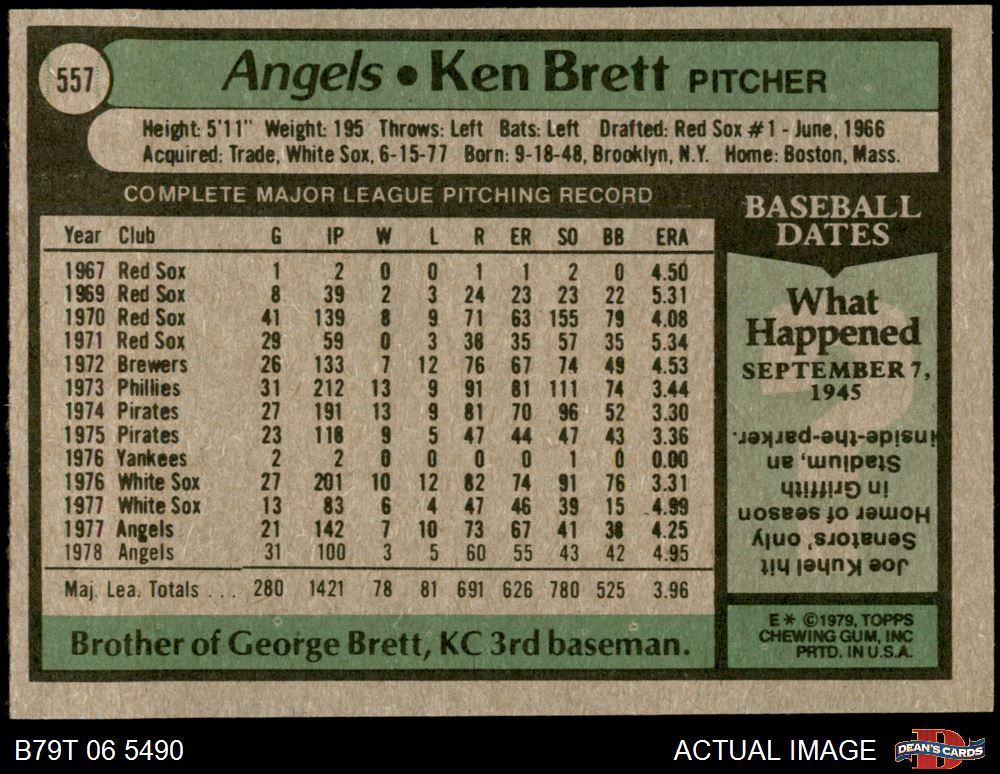 557
Angels • Ken Brett PITCHER
Height: 5'11" Weight: 195 Throws: Left Bats: Left Drafted: Red Sox #1 - June, 1966
Acquired: Trade, White Sox, 6-15-77 Born: 9-18-48, Brooklyn, N.Y. Home: Boston, Mass.
COMPLETE MAJOR LEAGUE PITCHING RECORD
Year Club G IP W L R ER SO BB ERA
1967 Red Sox 1 2 0 0 1 1 2 0 4.50
1969 Red Sox 8 39 2 3 24 23 23 22 5.31
1970 Red Sox 41 139 8 9 71 63 155 79 4.08
1971 Red Sox 29 59 0 3 38 35 57 35 5.34
1972 Brewers 26 133 7 12 76 67 74 49 4.53
1973 Phillies 31 212 13 9 91 81 111 74 3.44
1974 Pirates 27 191 13 9 81 70 96 52 3.30
1975 Pirates 23 118 9 5 47 44 47 43 3.36
1976 Yankees 2 2 0 0 0 0 1 0 0.00
1976 White Sox 27 201 10 12 82 74 91 76 3.31
1977 White Sox 13 83 6 4 47 46 39 15 4.99
1977 Angels 21 142 7 10 73 67 41 38 4.25
1978 Angels 31 100 3 5 60 55 43 42 4.95
Maj. Lea. Totals . . . 280 1421 78 81 691 626 780 525 3.96
Brother of George Brett, KC 3rd baseman.
BASEBALL
DATES
What
Happened
SEPTEMBER 7,
1945
Joe Kuhel hit
Senators' only
Homer of season
in Griffith
Stadium, an
inside-the-parker.
E* ©1979, TOPPS
CHEWING GUM, INC
PRTD. IN U.S.A.
B79T 06 5490
ACTUAL IMAGE
DEAN'S CARDS